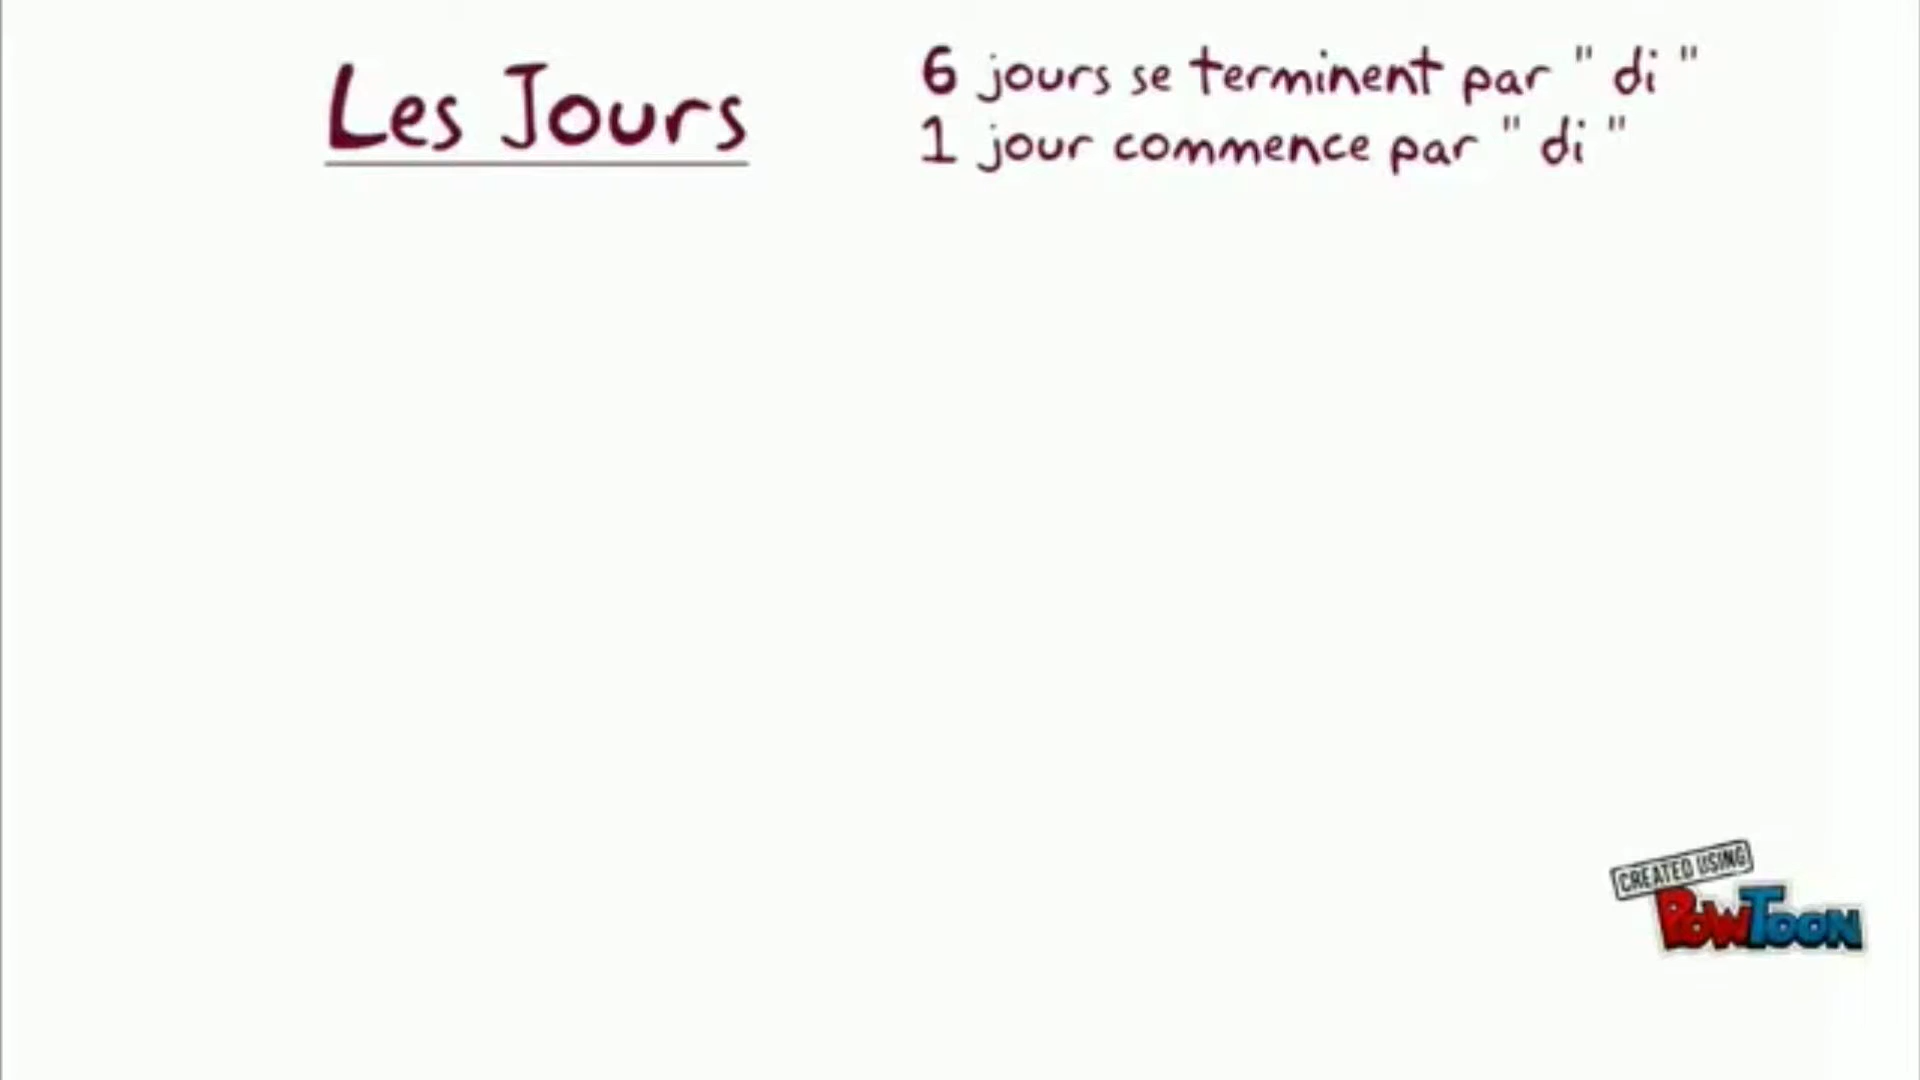 Les Jours
6 jours se terminent par " di "
1 jour commence par " di "
CREATED USING
POWTOON